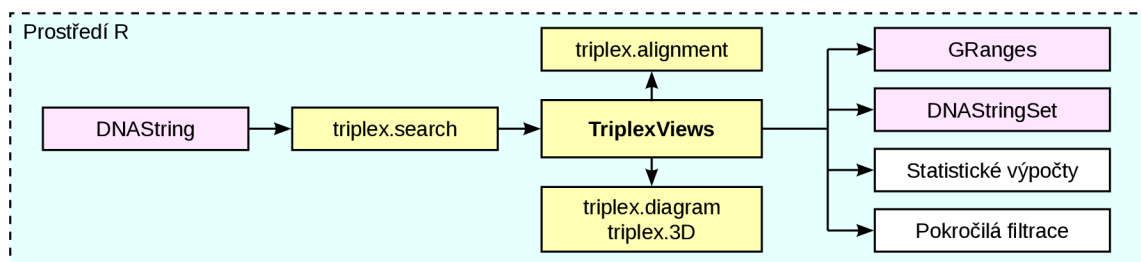 Prostředí R
DNAString
triplex.search
triplex.alignment
TriplexViews
triplex.diagram
triplex.3D
GRanges
DNAStringSet
Statistické výpočty
Pokročilá filtrace